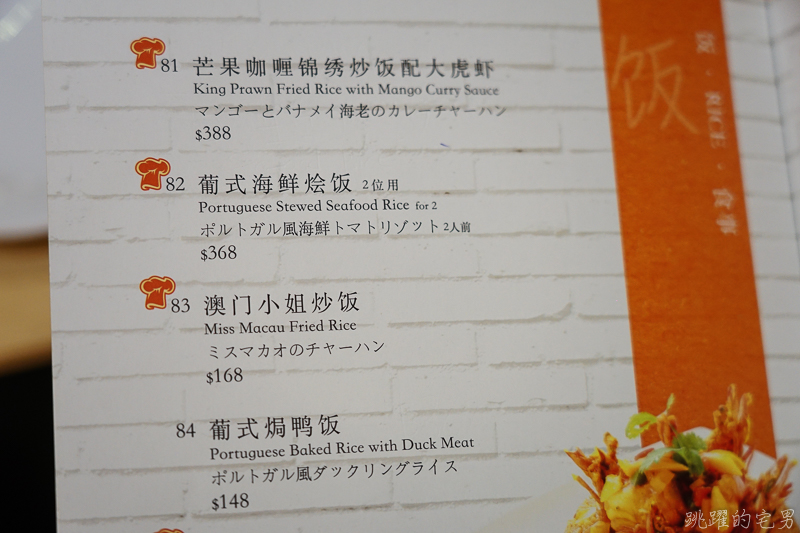 81 芒果咖喱锦绣炒饭配大虎虾
King Prawn Fried Rice with Mango Curry Sauce
マンゴーとバナメイ海老のカレーチャーハン
$388
82 葡式海鲜烩饭 2位用
Portuguese Stewed Seafood Rice for 2
ポルトガル風海鮮トマトリゾット 2人前
$368
83 澳门小姐炒饭
Miss Macau Fried Rice
ミスマカオのチャーハン
$168
84 葡式焗鸭饭
Portuguese Baked Rice with Duck Meat
ポルトガル風ダックリングライス
$148
饭
饭 · RICE · 食事
跳躍的宅男